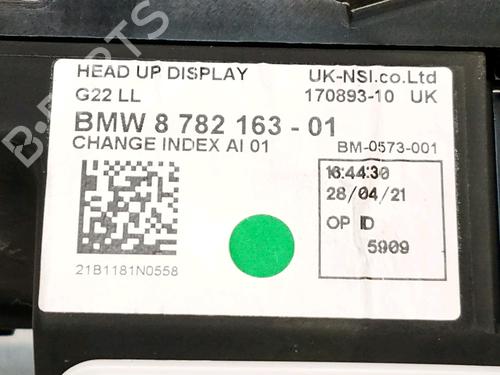 HEAD UP DISPLAY UK-NSI.co.Ltd
G22 LL 170893-10 UK
BMW 8 782 163 - 01
CHANGE INDEX AI 01 BM-0573-001
16:44:30
28/04/21
OP ID
5909
21B1181N0558
B-PARTS